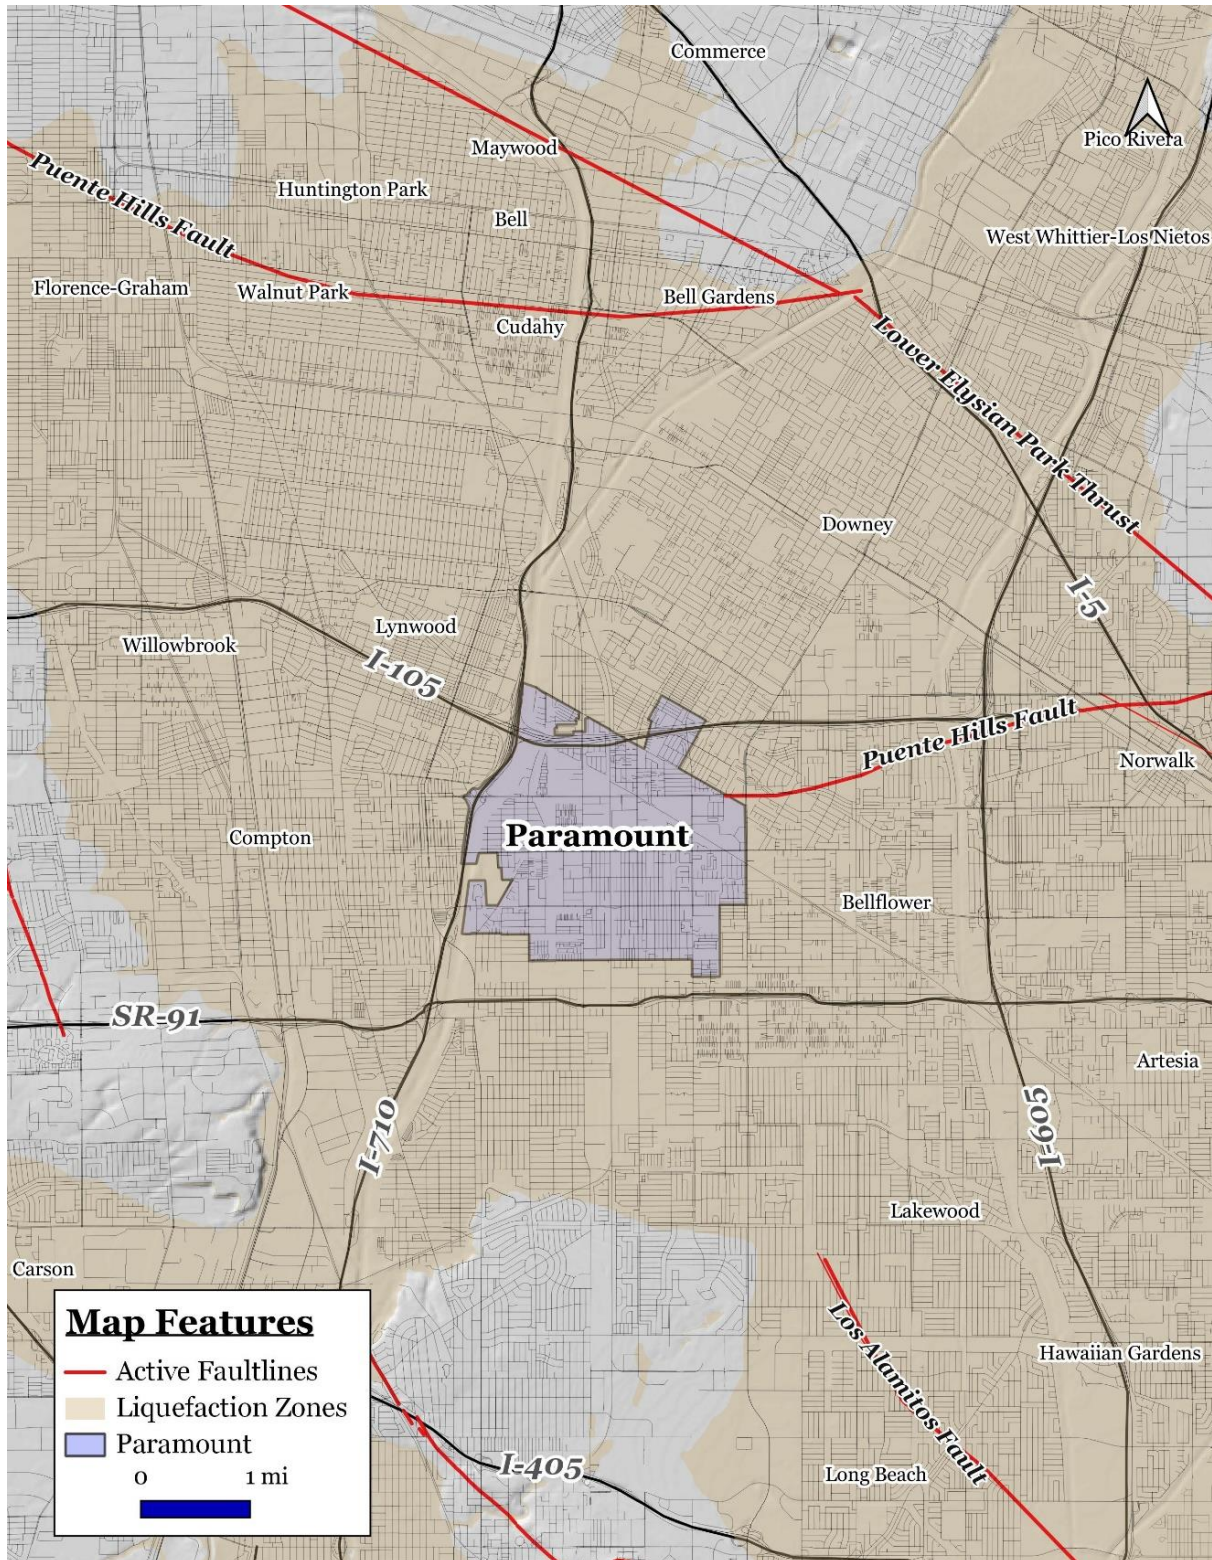 Commerce
Pico Rivera
Maywood
Puente Hills Fault
Huntington Park
Bell
West Whittier-Los Nietos
Florence-Graham
Walnut Park
Bell Gardens
Cudahy
Lower Elysian Park Thrust
Downey
I-5
Willowbrook
Lynwood
I-105
Puente Hills Fault
Norwalk
Compton
Paramount
Bellflower
SR-91
Artesia
I-710
I-605
Lakewood
Carson
Los Alamitos Fault
Hawaiian Gardens
I-405
Long Beach
Map Features
Active Faultlines
Liquefaction Zones
Paramount
0 1 mi